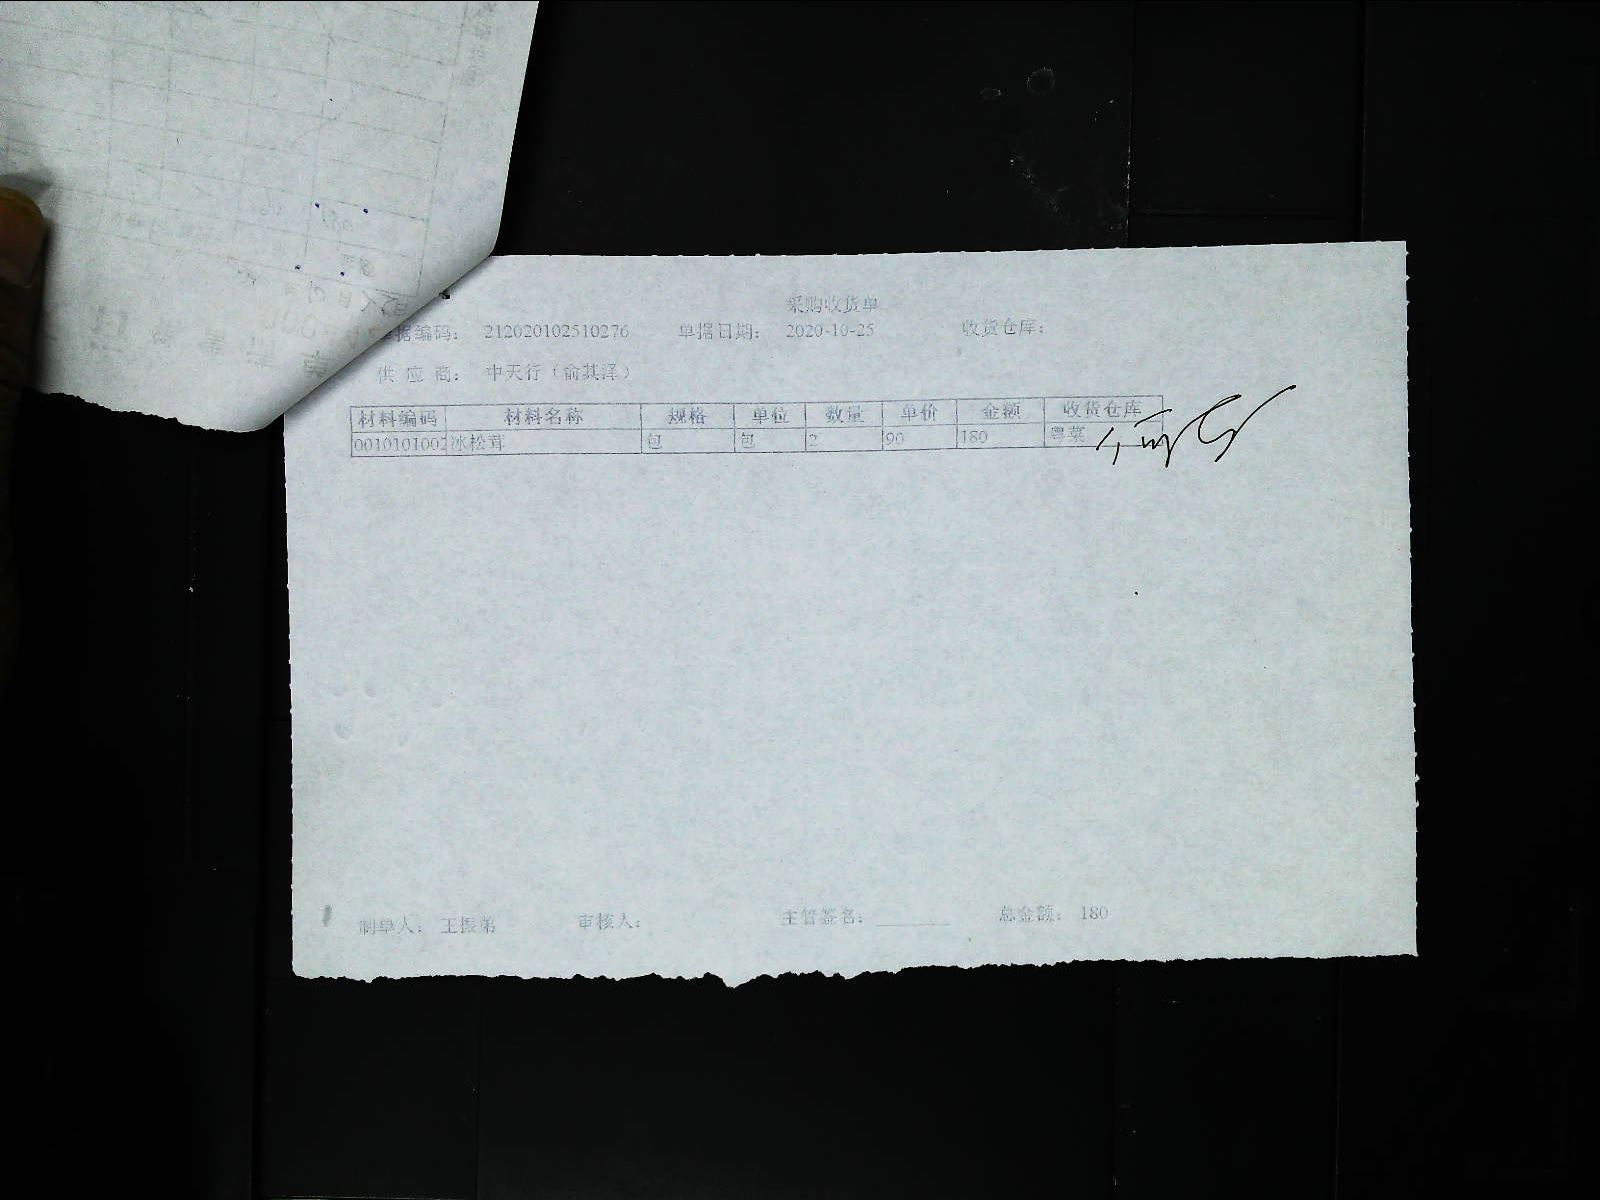 采购收货单
单据编码： 212020102510276 单据日期： 2020-10-25 收货仓库：
供 应 商： 中天行（俞其泽）
材料编码 材料名称 规格 单位 数量 单价 金额 收货仓库
0010101002 冰松茸 包 包 2 90 180 粤菜
制单人： 王振弟 审核人： 主管签名： 总金额： 180